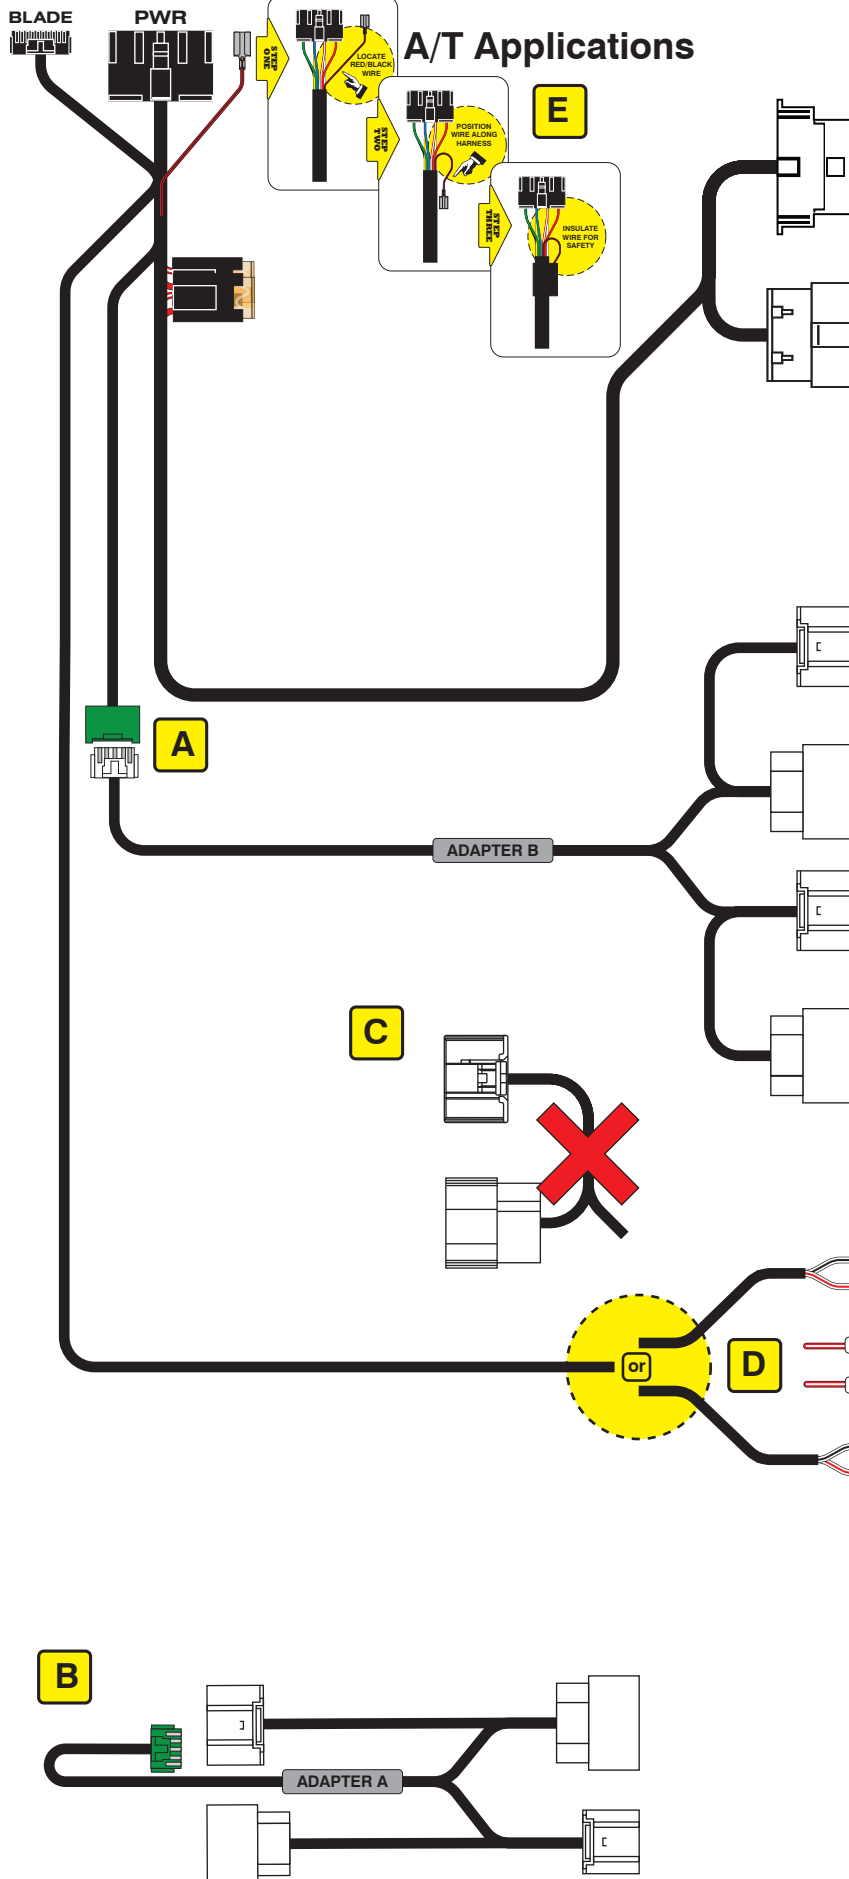 BLADE
PWR
A/T Applications
STEP
ONE
LOCATE
RED/BLACK
WIRE
E
STEP
TWO
POSITION
WIRE ALONG
HARNESS
STEP
THREE
INSULATE
WIRE FOR
SAFETY
A
ADAPTER B
C
or
D
B
ADAPTER A